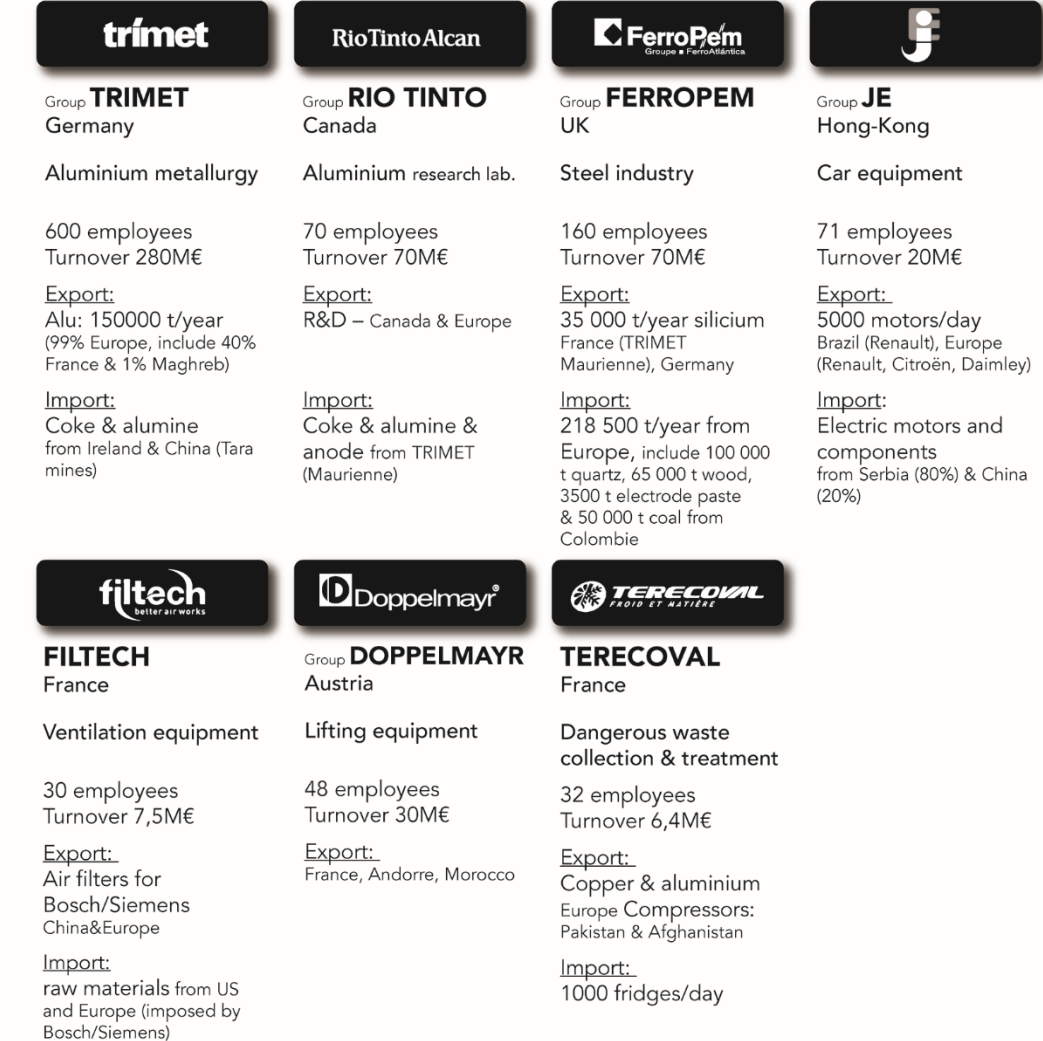 trimet
Group TRIMET
Germany
Aluminium metallurgy
600 employees
Turnover 280M€
Export:
Alu: 150000 t/year
(99% Europe, include 40%
France & 1% Maghreb)
Import:
Coke & alumine
from Ireland & China (Tara
mines)
RioTintoAlcan
Group RIO TINTO
Canada
Aluminium research lab.
70 employees
Turnover 70M€
Export:
R&D – Canada & Europe
Import:
Coke & alumine &
anode from TRIMET
(Maurienne)
FerroPem
Groupe ■ FerroAtlántica
Group FERROPEM
UK
Steel industry
160 employees
Turnover 70M€
Export:
35 000 t/year silicium
France (TRIMET
Maurienne), Germany
Import:
218 500 t/year from
Europe, include 100 000
t quartz, 65 000 t wood,
3500 t electrode paste
& 50 000 t coal from
Colombie
JE
Group JE
Hong-Kong
Car equipment
71 employees
Turnover 20M€
Export:
5000 motors/day
Brazil (Renault), Europe
(Renault, Citroën, Daimley)
Import:
Electric motors and
components
from Serbia (80%) & China
(20%)
filtech
better air works
FILTECH
France
Ventilation equipment
30 employees
Turnover 7,5M€
Export:
Air filters for
Bosch/Siemens
China&Europe
Import:
raw materials from US
and Europe (imposed by
Bosch/Siemens)
Doppelmayr®
Group DOPPELMAYR
Austria
Lifting equipment
48 employees
Turnover 30M€
Export:
France, Andorre, Morocco
TERECOVAL
FROID ET MATIÈRE
TERECOVAL
France
Dangerous waste
collection & treatment
32 employees
Turnover 6,4M€
Export:
Copper & aluminium
Europe Compressors:
Pakistan & Afghanistan
Import:
1000 fridges/day